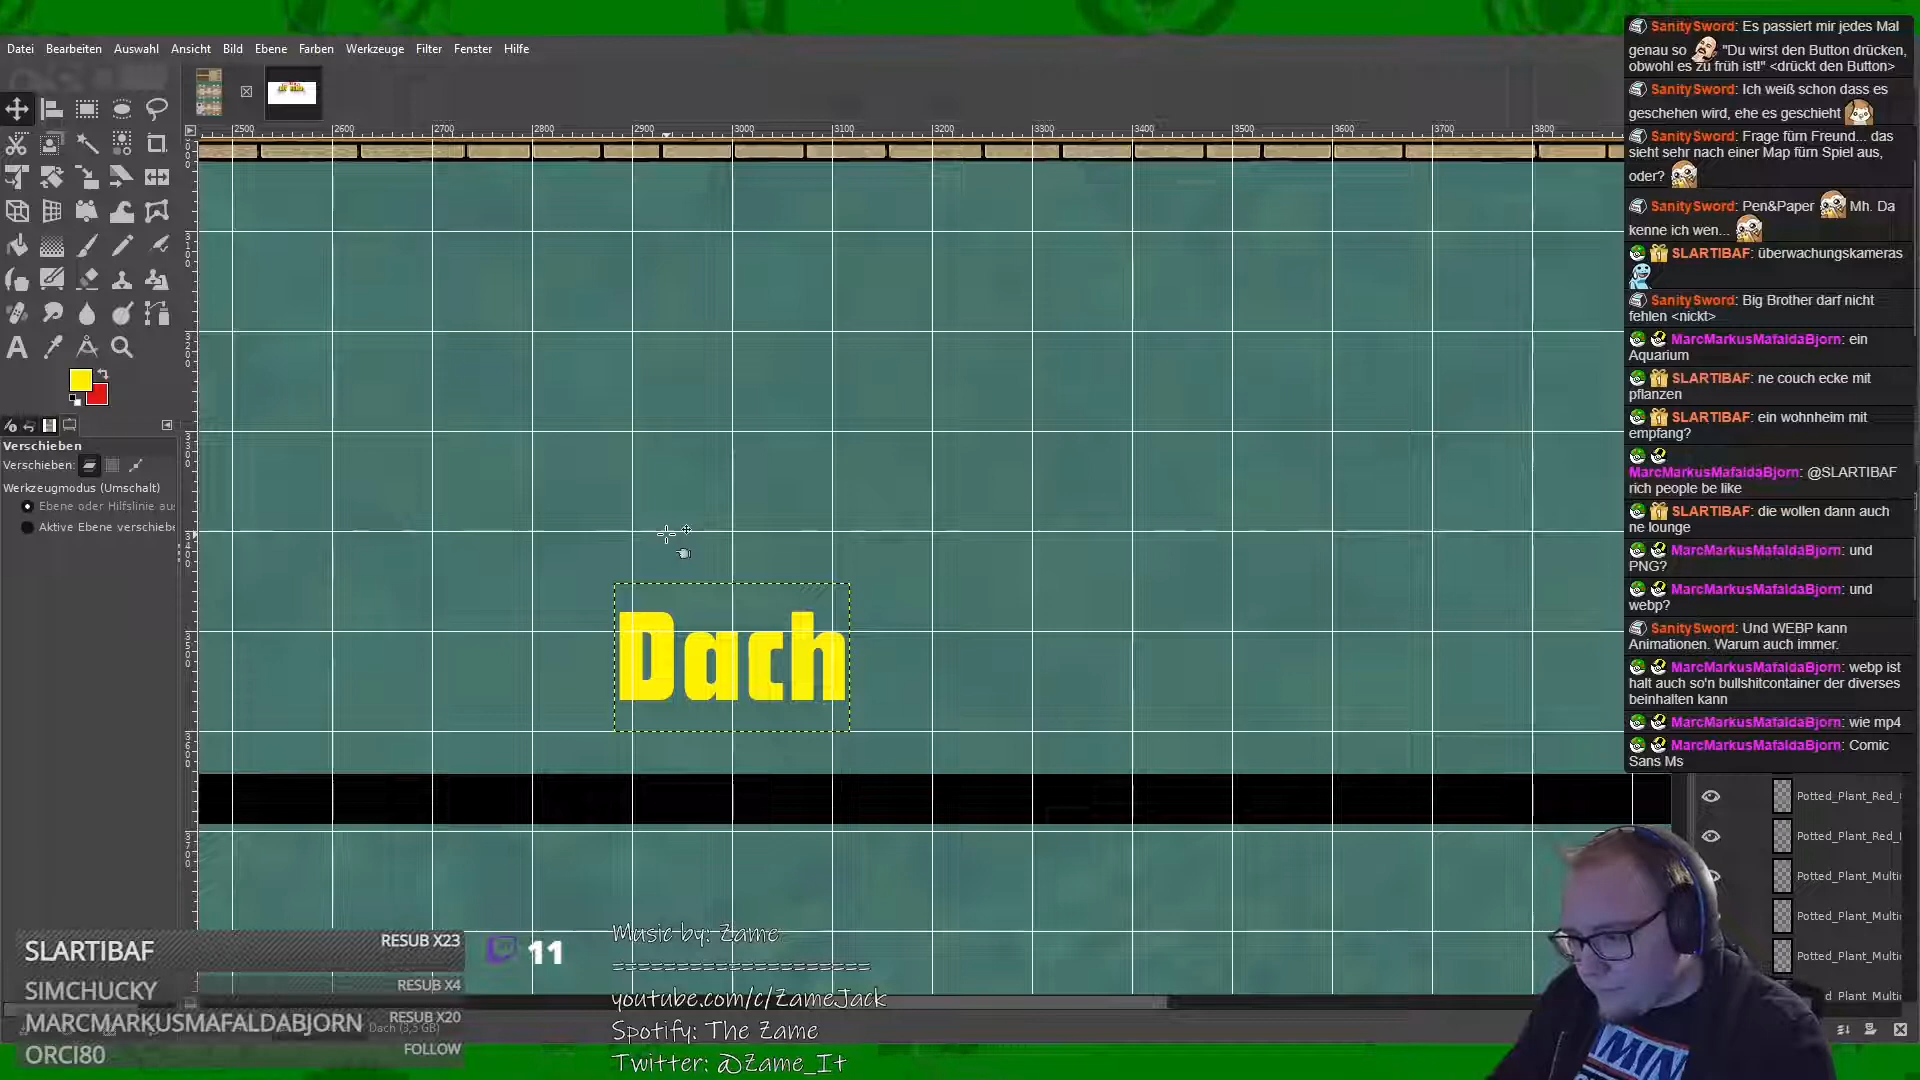 Datei Bearbeiten Auswahl Ansicht Bild Ebene Farben Werkzeuge Filter Fenster Hilfe
2500 2600 2700 2800 2900 3000 3100 3200 3300 3400 3500 3600 3700 3800
Verschieben
Verschieben:
Werkzeugmodus (Umschalt)
Ebene oder Hilfslinie aus
Aktive Ebene verschiebe
Dach
SanitySword: Es passiert mir jedes Mal
genau so "Du wirst den Button drücken,
obwohl es zu früh ist!" <drückt den Button>
SanitySword: Ich weiß schon dass es
geschehen wird, ehe es geschieht
SanitySword: Frage fürn Freund... das
sieht sehr nach einer Map fürn Spiel aus,
oder?
SanitySword: Pen&Paper Mh. Da
kenne ich wen...
SLARTIBAF: überwachungskameras
SanitySword: Big Brother darf nicht
fehlen <nickt>
MarcMarkusMafaldaBjorn: ein
Aquarium
SLARTIBAF: ne couch ecke mit
pflanzen
SLARTIBAF: ein wohnheim mit
empfang?
MarcMarkusMafaldaBjorn: @SLARTIBAF
rich people be like
SLARTIBAF: die wollen dann auch
ne lounge
MarcMarkusMafaldaBjorn: und
PNG?
MarcMarkusMafaldaBjorn: und
webp?
SanitySword: Und WEBP kann
Animationen. Warum auch immer.
MarcMarkusMafaldaBjorn: webp ist
halt auch so'n bullshitcontainer der diverses
beinhalten kann
MarcMarkusMafaldaBjorn: wie mp4
MarcMarkusMafaldaBjorn: Comic
Sans Ms
Potted_Plant_Red_
Potted_Plant_Red_
Potted_Plant_Multi
Potted_Plant_Multi
Potted_Plant_Multi
d_Plant_Multi
SLARTIBAF RESUB X23
SIMCHUCKY RESUB X4
MARCMARKUSMAFALDABJORN RESUB X20
Dach (3,5 GB)
ORCI80 FOLLOW
11
Music by: Zame
====================
youtube.com/c/ZameJack
Spotify: The Zame
Twitter: @Zame_It